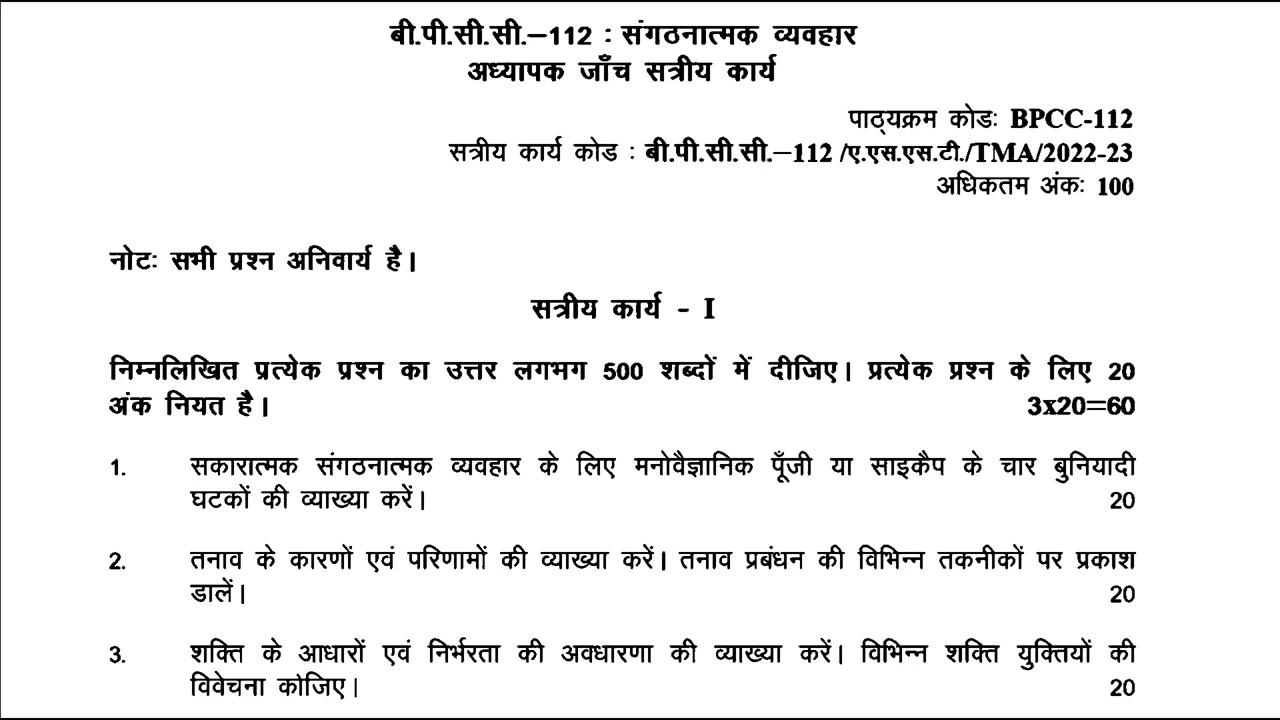 बी.पी.सी.सी.–112 : संगठनात्मक व्यवहार
अध्यापक जाँच सत्रीय कार्य
पाठ्यक्रम कोडः BPCC-112
सत्रीय कार्य कोड : बी.पी.सी.सी.–112 /ए.एस.एस.टी./TMA/2022-23
अधिकतम अंकः 100
नोटः सभी प्रश्न अनिवार्य है।
सत्रीय कार्य - I
निम्नलिखित प्रत्येक प्रश्न का उत्तर लगभग 500 शब्दों में दीजिए। प्रत्येक प्रश्न के लिए 20
अंक नियत है। 3x20=60
1. सकारात्मक संगठनात्मक व्यवहार के लिए मनोवैज्ञानिक पूँजी या साइकैप के चार बुनियादी
घटकों की व्याख्या करें। 20
2. तनाव के कारणों एवं परिणामों की व्याख्या करें। तनाव प्रबंधन की विभिन्न तकनीकों पर प्रकाश
डालें। 20
3. शक्ति के आधारों एवं निर्भरता की अवधारणा की व्याख्या करें। विभिन्न शक्ति युक्तियों की
विवेचना कीजिए। 20